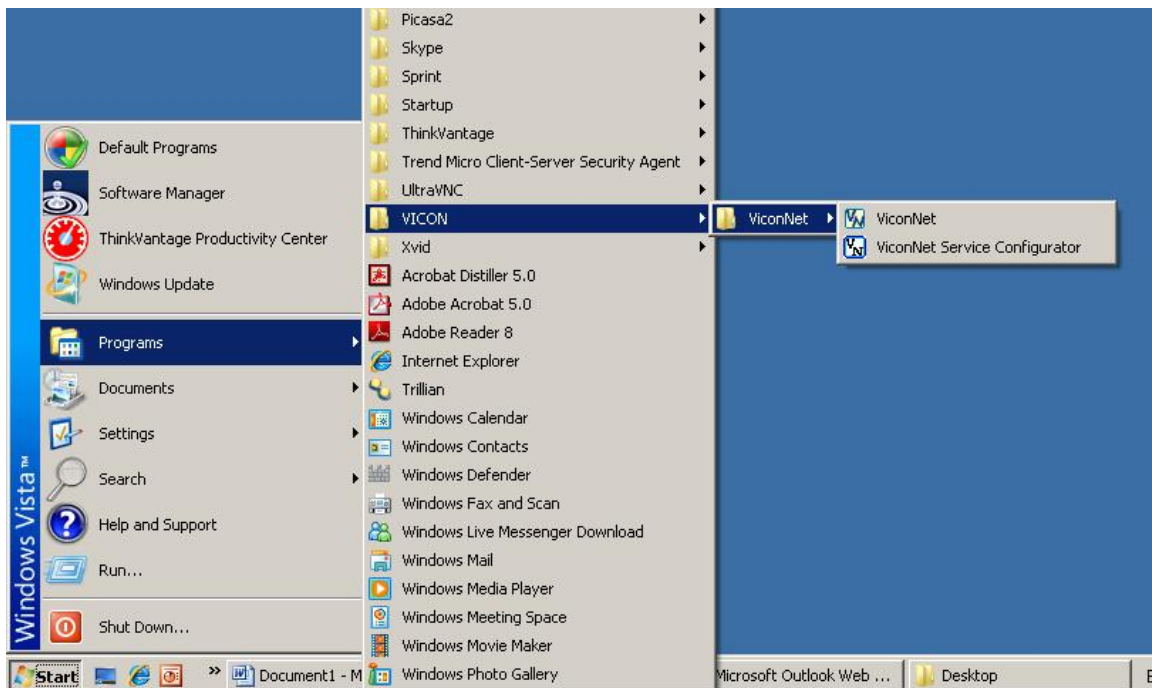 Default Programs
Software Manager
ThinkVantage Productivity Center
Windows Update
Programs
Documents
Settings
Search
Help and Support
Run...
Shut Down...
Windows Vista™
Picasa2
Skype
Sprint
Startup
ThinkVantage
Trend Micro Client-Server Security Agent
UltraVNC
VICON
Xvid
Acrobat Distiller 5.0
Adobe Acrobat 5.0
Adobe Reader 8
Internet Explorer
Trillian
Windows Calendar
Windows Contacts
Windows Defender
Windows Fax and Scan
Windows Live Messenger Download
Windows Mail
Windows Media Player
Windows Meeting Space
Windows Movie Maker
Windows Photo Gallery
ViconNet
ViconNet
ViconNet Service Configurator
Start
» Document1 - M
Microsoft Outlook Web ...
Desktop